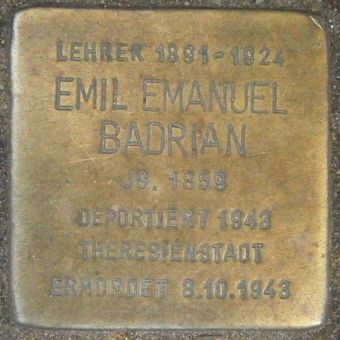 LEHRER 1891-1924
EMIL EMANUEL
BADRIAN
JG. 1859
DEPORTIERT 1943
THERESIENSTADT
ERMORDET 8.10.1943